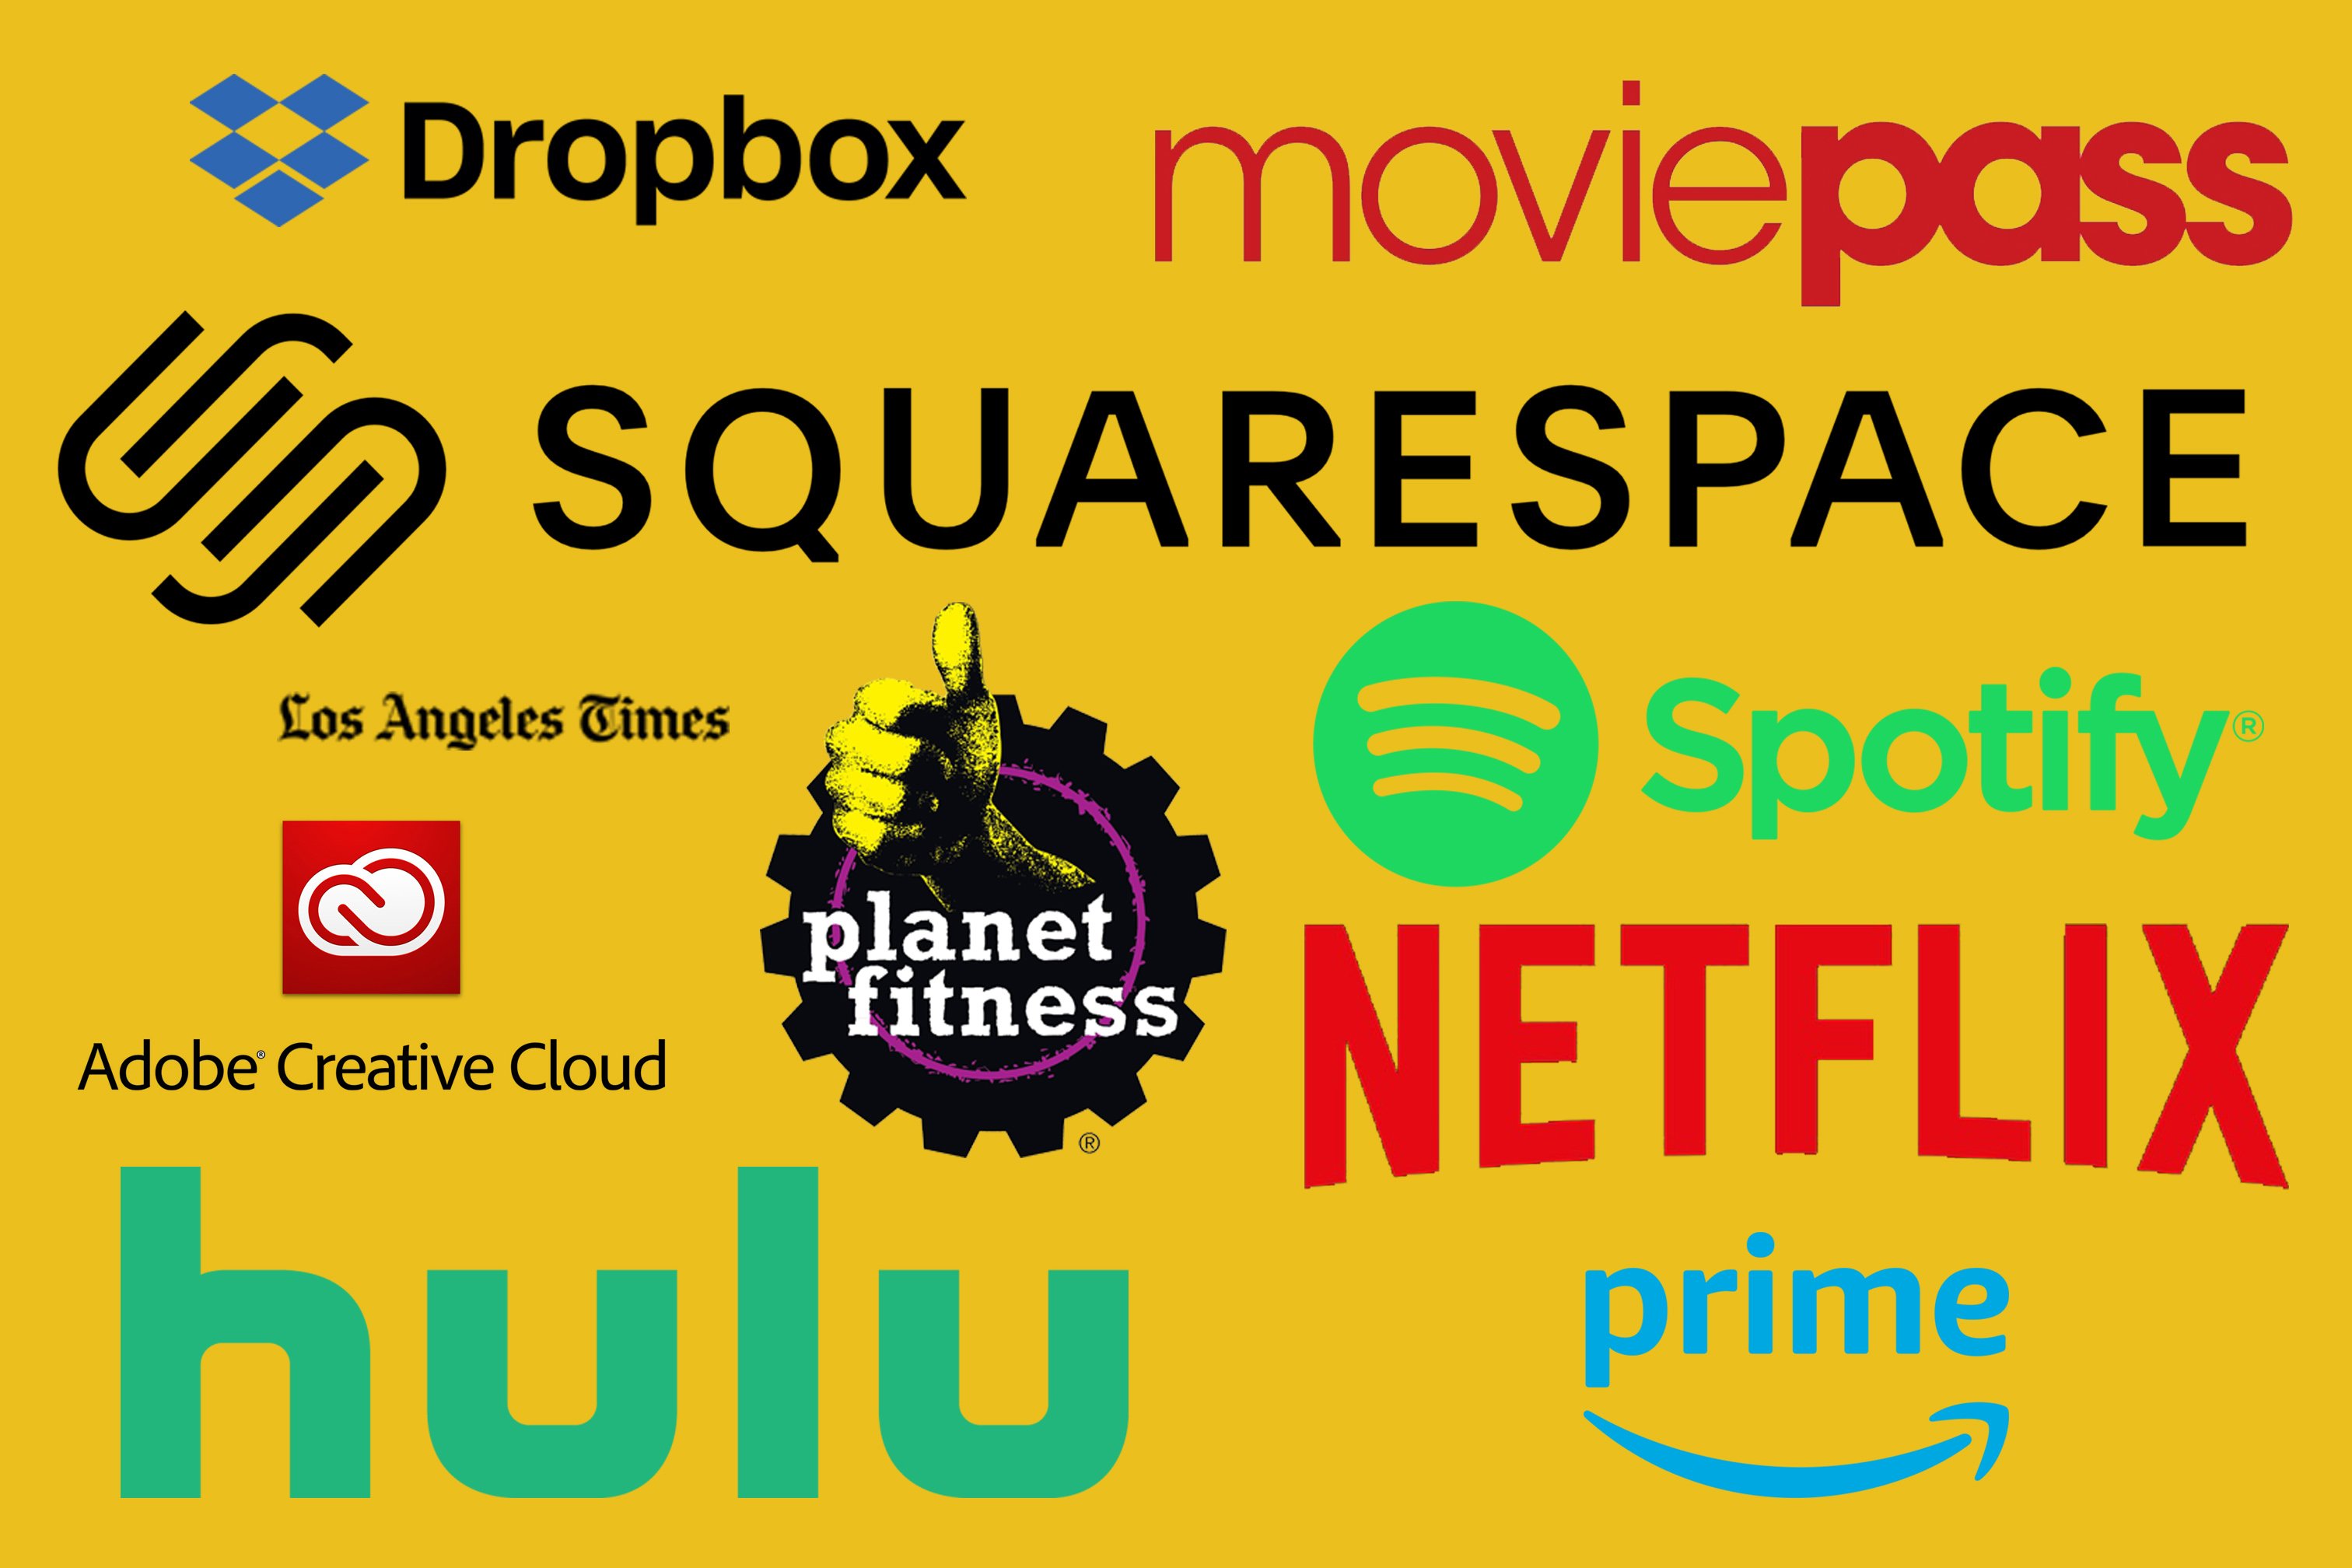 Dropbox
moviepass
SQUARESPACE
Los Angeles Times
Spotify®
planet
fitness
®
Adobe® Creative Cloud
NETFLIX
hulu
prime